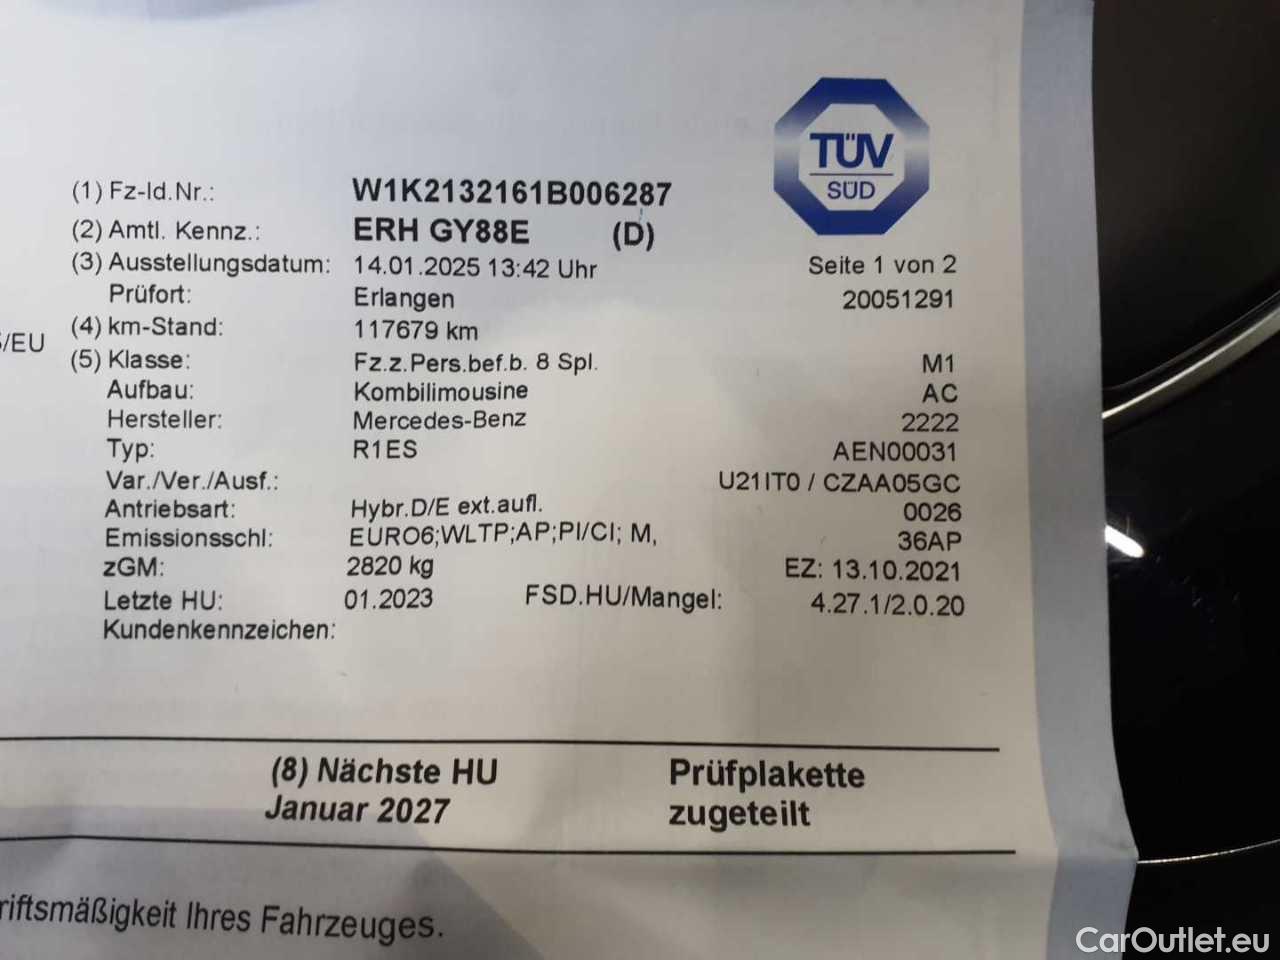 TÜV
SÜD
(1) Fz-Id.Nr.: W1K2132161B006287
(2) Amtl. Kennz.: ERH GY88E (D)
(3) Ausstellungsdatum: 14.01.2025 13:42 Uhr Seite 1 von 2
Prüfort: Erlangen 20051291
(4) km-Stand: 117679 km
/EU
(5) Klasse: Fz.z.Pers.bef.b. 8 Spl. M1
Aufbau: Kombilimousine AC
Hersteller: Mercedes-Benz 2222
Typ: R1ES AEN00031
Var./Ver./Ausf.: U21IT0 / CZAA05GC
Antriebsart: Hybr.D/E ext.aufl. 0026
Emissionsschl: EURO6;WLTP;AP;PI/CI; M, 36AP
zGM: 2820 kg EZ: 13.10.2021
Letzte HU: 01.2023 FSD.HU/Mangel: 4.27.1/2.0.20
Kundenkennzeichen:
(8) Nächste HU Prüfplakette
Januar 2027 zugeteilt
riftsmäßigkeit Ihres Fahrzeuges.
CarOutlet.eu